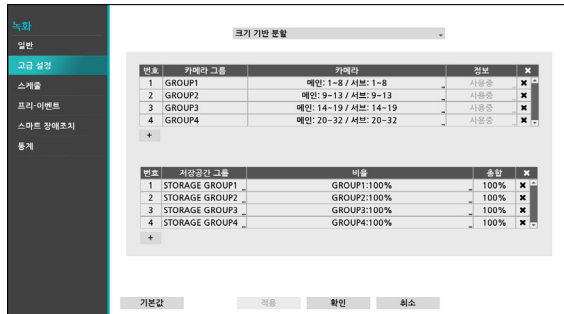 녹화
일반
고급 설정
스케줄
프리-이벤트
스마트 장애조치
통계
크기 기반 분할
번호 카메라 그룹 카메라 정보 ✖
1 GROUP1 메인: 1~8 / 서브: 1~8 ... 사용중 ... ✖
2 GROUP2 메인: 9~13 / 서브: 9~13 ... 사용중 ... ✖
3 GROUP3 메인: 14~19 / 서브: 14~19 ... 사용중 ... ✖
4 GROUP4 메인: 20~32 / 서브: 20~32 ... 사용중 ... ✖
+
번호 저장공간 그룹 비율 총합 ✖
1 STORAGE GROUP1 ... GROUP1:100% ... 100% ✖
2 STORAGE GROUP2 ... GROUP2:100% ... 100% ✖
3 STORAGE GROUP3 ... GROUP3:100% ... 100% ✖
4 STORAGE GROUP4 ... GROUP4:100% ... 100% ✖
+
기본값 적용 확인 취소